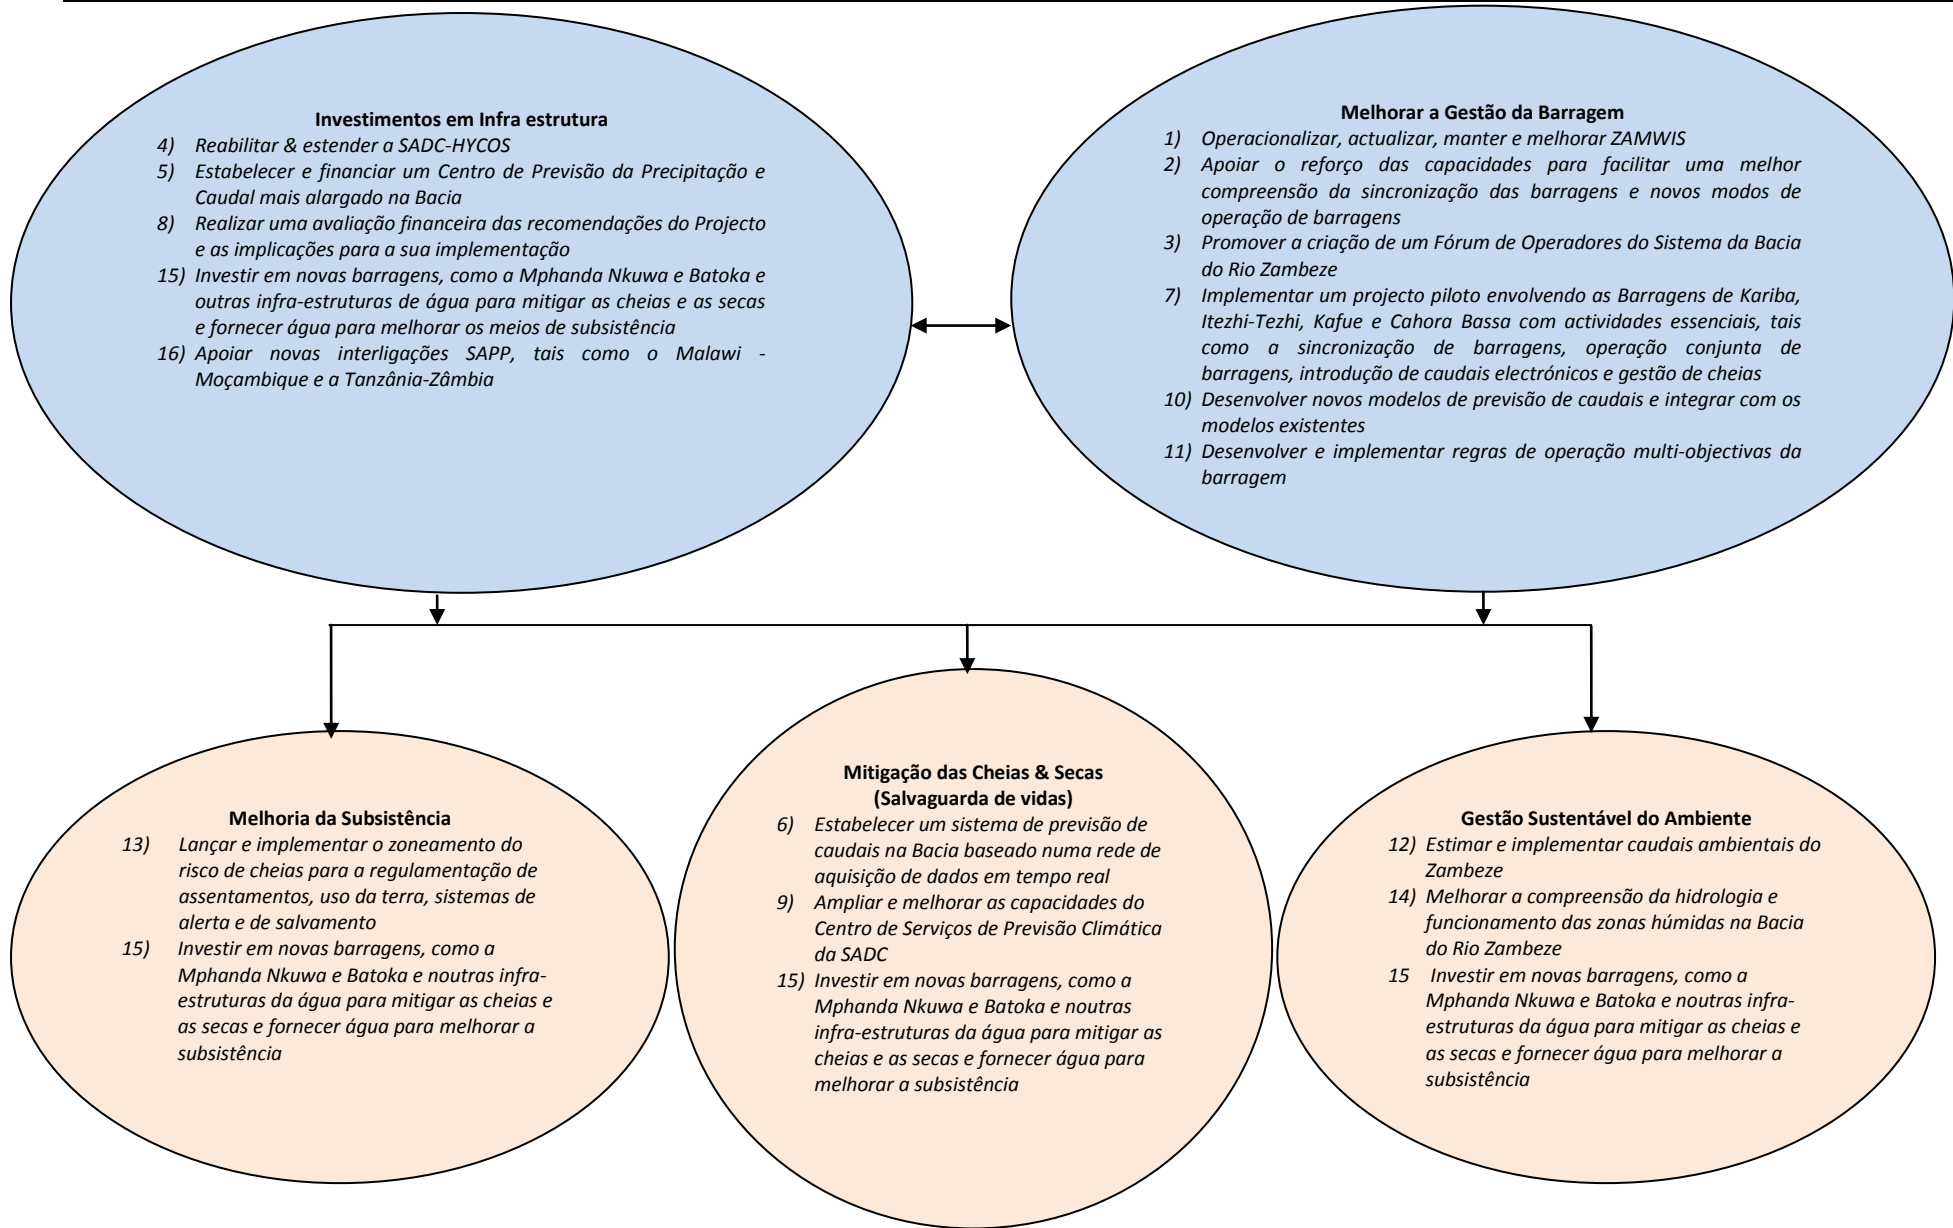 Investimentos em Infra estrutura
4) Reabilitar & estender a SADC-HYCOS
5) Estabelecer e financiar um Centro de Previsão da Precipitação e
Caudal mais alargado na Bacia
8) Realizar uma avaliação financeira das recomendações do Projecto
e as implicações para a sua implementação
15) Investir em novas barragens, como a Mphanda Nkuwa e Batoka e
outras infra-estruturas de água para mitigar as cheias e as secas
e fornecer água para melhorar os meios de subsistência
16) Apoiar novas interligações SAPP, tais como o Malawi -
Moçambique e a Tanzânia-Zâmbia
Melhorar a Gestão da Barragem
1) Operacionalizar, actualizar, manter e melhorar ZAMWIS
2) Apoiar o reforço das capacidades para facilitar uma melhor
compreensão da sincronização das barragens e novos modos de
operação de barragens
3) Promover a criação de um Fórum de Operadores do Sistema da Bacia
do Rio Zambeze
7) Implementar um projecto piloto envolvendo as Barragens de Kariba,
Itezhi-Tezhi, Kafue e Cahora Bassa com actividades essenciais, tais
como a sincronização de barragens, operação conjunta de
barragens, introdução de caudais electrónicos e gestão de cheias
10) Desenvolver novos modelos de previsão de caudais e integrar com os
modelos existentes
11) Desenvolver e implementar regras de operação multi-objectivas da
barragem
Melhoria da Subsistência
13) Lançar e implementar o zoneamento do
risco de cheias para a regulamentação de
assentamentos, uso da terra, sistemas de
alerta e de salvamento
15) Investir em novas barragens, como a
Mphanda Nkuwa e Batoka e noutras infra-
estruturas da água para mitigar as cheias e
as secas e fornecer água para melhorar a
subsistência
Mitigação das Cheias & Secas
(Salvaguarda de vidas)
6) Estabelecer um sistema de previsão de
caudais na Bacia baseado numa rede de
aquisição de dados em tempo real
9) Ampliar e melhorar as capacidades do
Centro de Serviços de Previsão Climática
da SADC
15) Investir em novas barragens, como a
Mphanda Nkuwa e Batoka e noutras
infra-estruturas da água para mitigar as
cheias e as secas e fornecer água para
melhorar a subsistência
Gestão Sustentável do Ambiente
12) Estimar e implementar caudais ambientais do
Zambeze
14) Melhorar a compreensão da hidrologia e
funcionamento das zonas húmidas na Bacia
do Rio Zambeze
15 Investir em novas barragens, como a
Mphanda Nkuwa e Batoka e noutras infra-
estruturas da água para mitigar as cheias e
as secas e fornecer água para melhorar a
subsistência